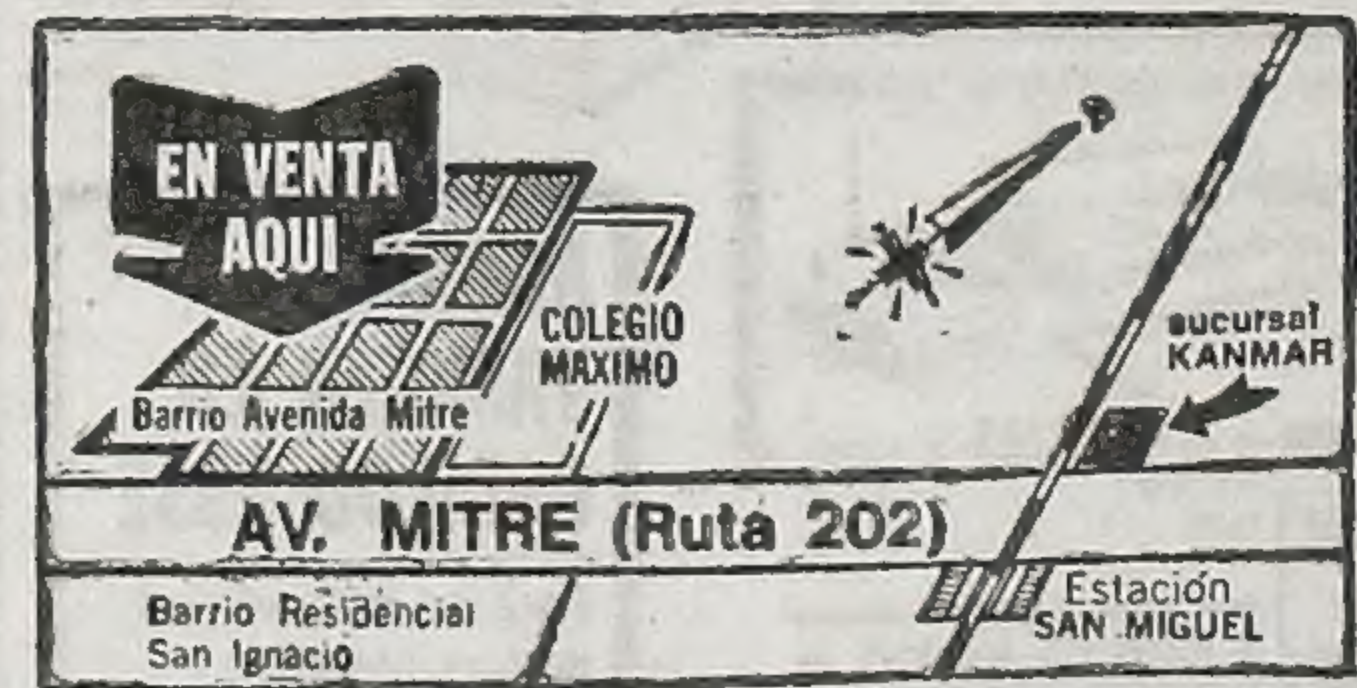 EN VENTA
AQUI
COLEGIO
MAXIMO
Barrio Avenida Mitre
sucursal
KANMAR
AV. MITRE (Ruta 202)
Barrio Residencial
San Ignacio
Estación
SAN MIGUEL